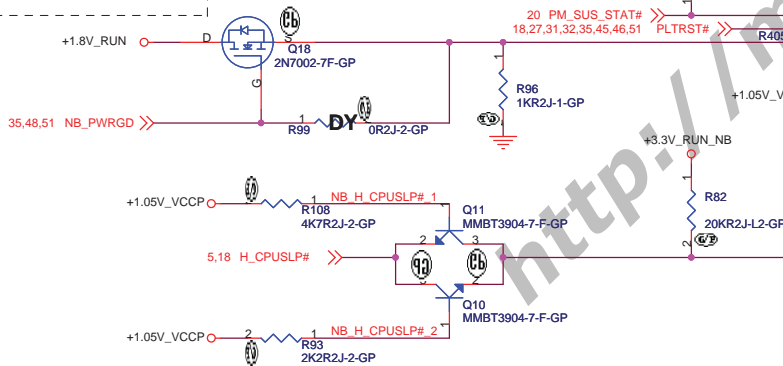 20 PM_SUS_STAT#
18,27,31,32,35,45,46,51 PLTRST#
R405
+1.8V_RUN
D
S
Q18
2N7002-7F-GP
G
1
R96
1KR2J-1-GP
35,48,51 NB_PWRGD
R99
1
DY
0R2J-2-GP
+3.3V_RUN_NB
1
R82
20KR2J-L2-GP
2
+1.05V_VCCP
R108
1
4K7R2J-2-GP
NB_H_CPUSLP#_1
1
Q11
MMBT3904-7-F-GP
2
3
5,18 H_CPUSLP#
2
Q10
MMBT3904-7-F-GP
1
+1.05V_VCCP
2
R93
1
2K2R2J-2-GP
NB_H_CPUSLP#_2
http://